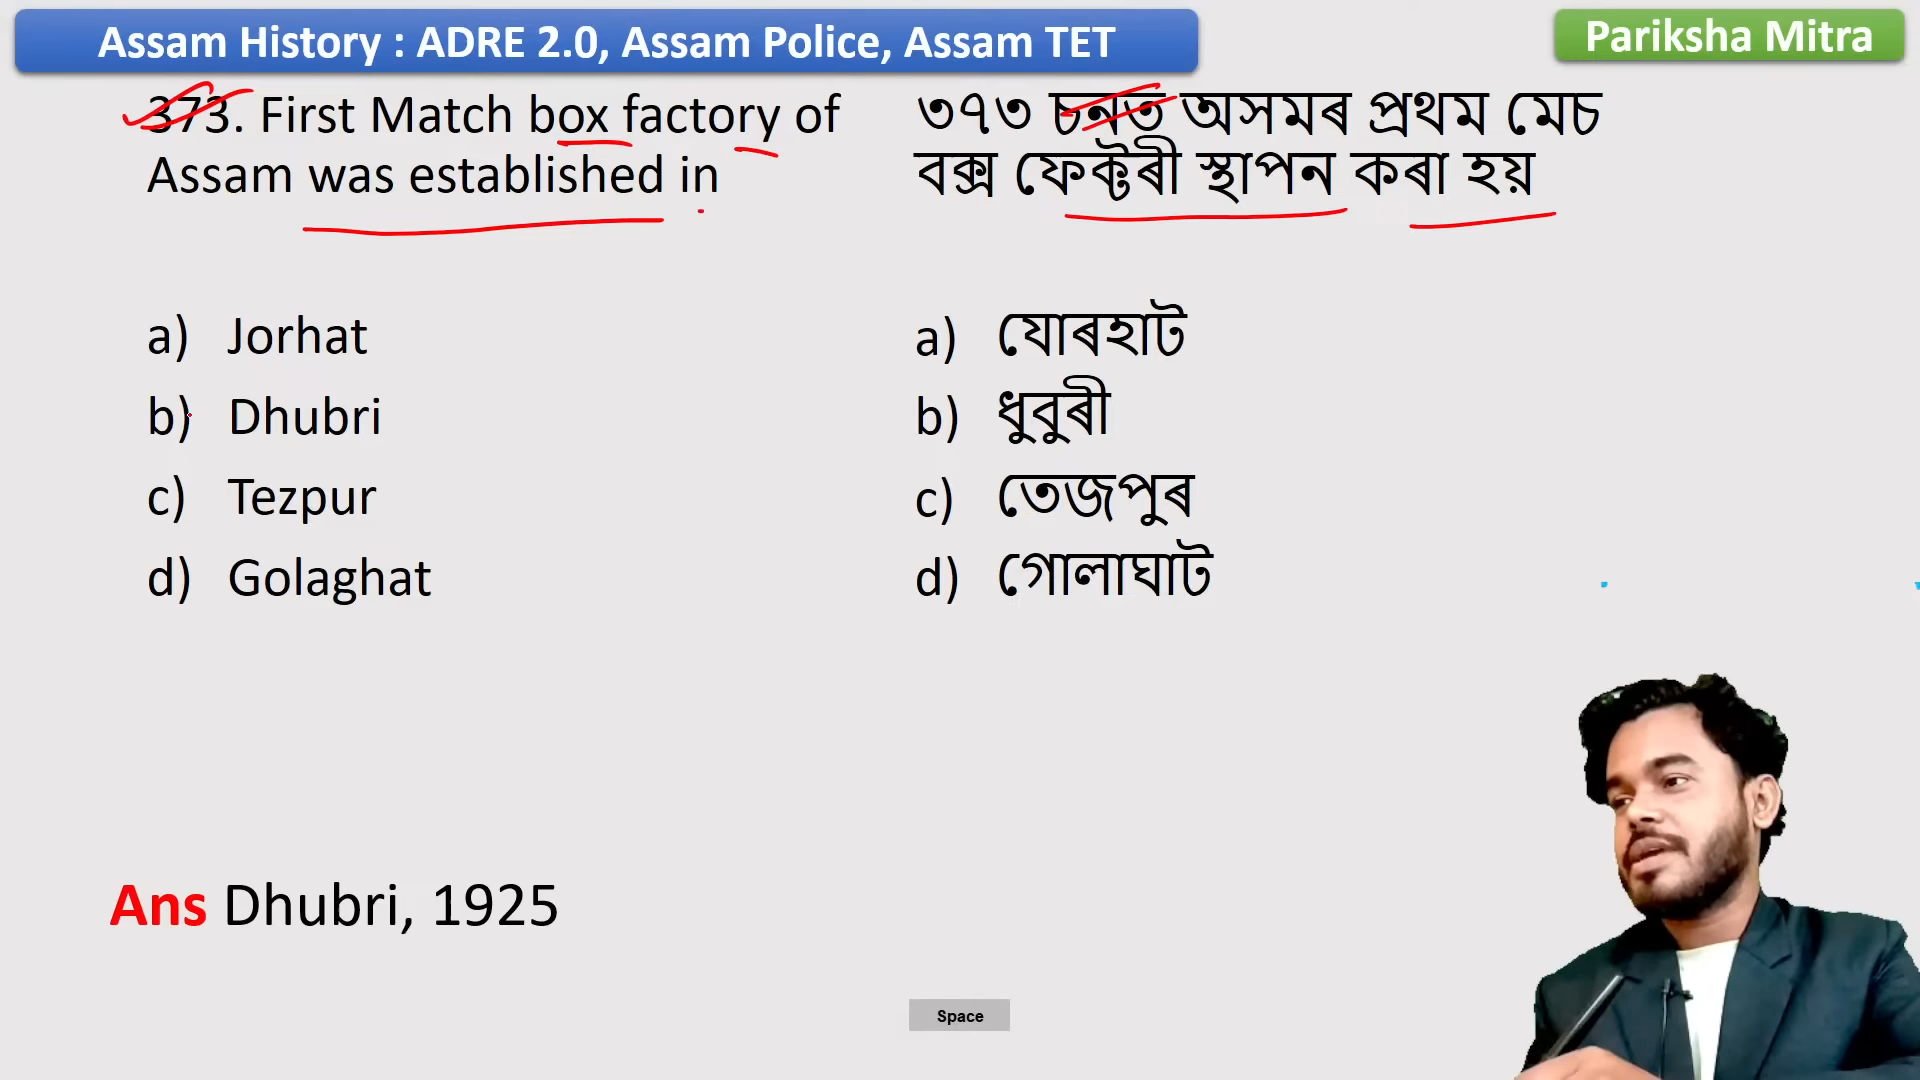 Assam History : ADRE 2.0, Assam Police, Assam TET
Pariksha Mitra
373. First Match box factory of
Assam was established in
a) Jorhat
b) Dhubri
c) Tezpur
d) Golaghat
৩৭৩ চনত অসমৰ প্ৰথম মেচ
বক্স ফেক্টৰী স্থাপন কৰা হয়
a) যোৰহাট
b) ধুবুৰী
c) তেজপুৰ
d) গোলাঘাট
Ans Dhubri, 1925
Space